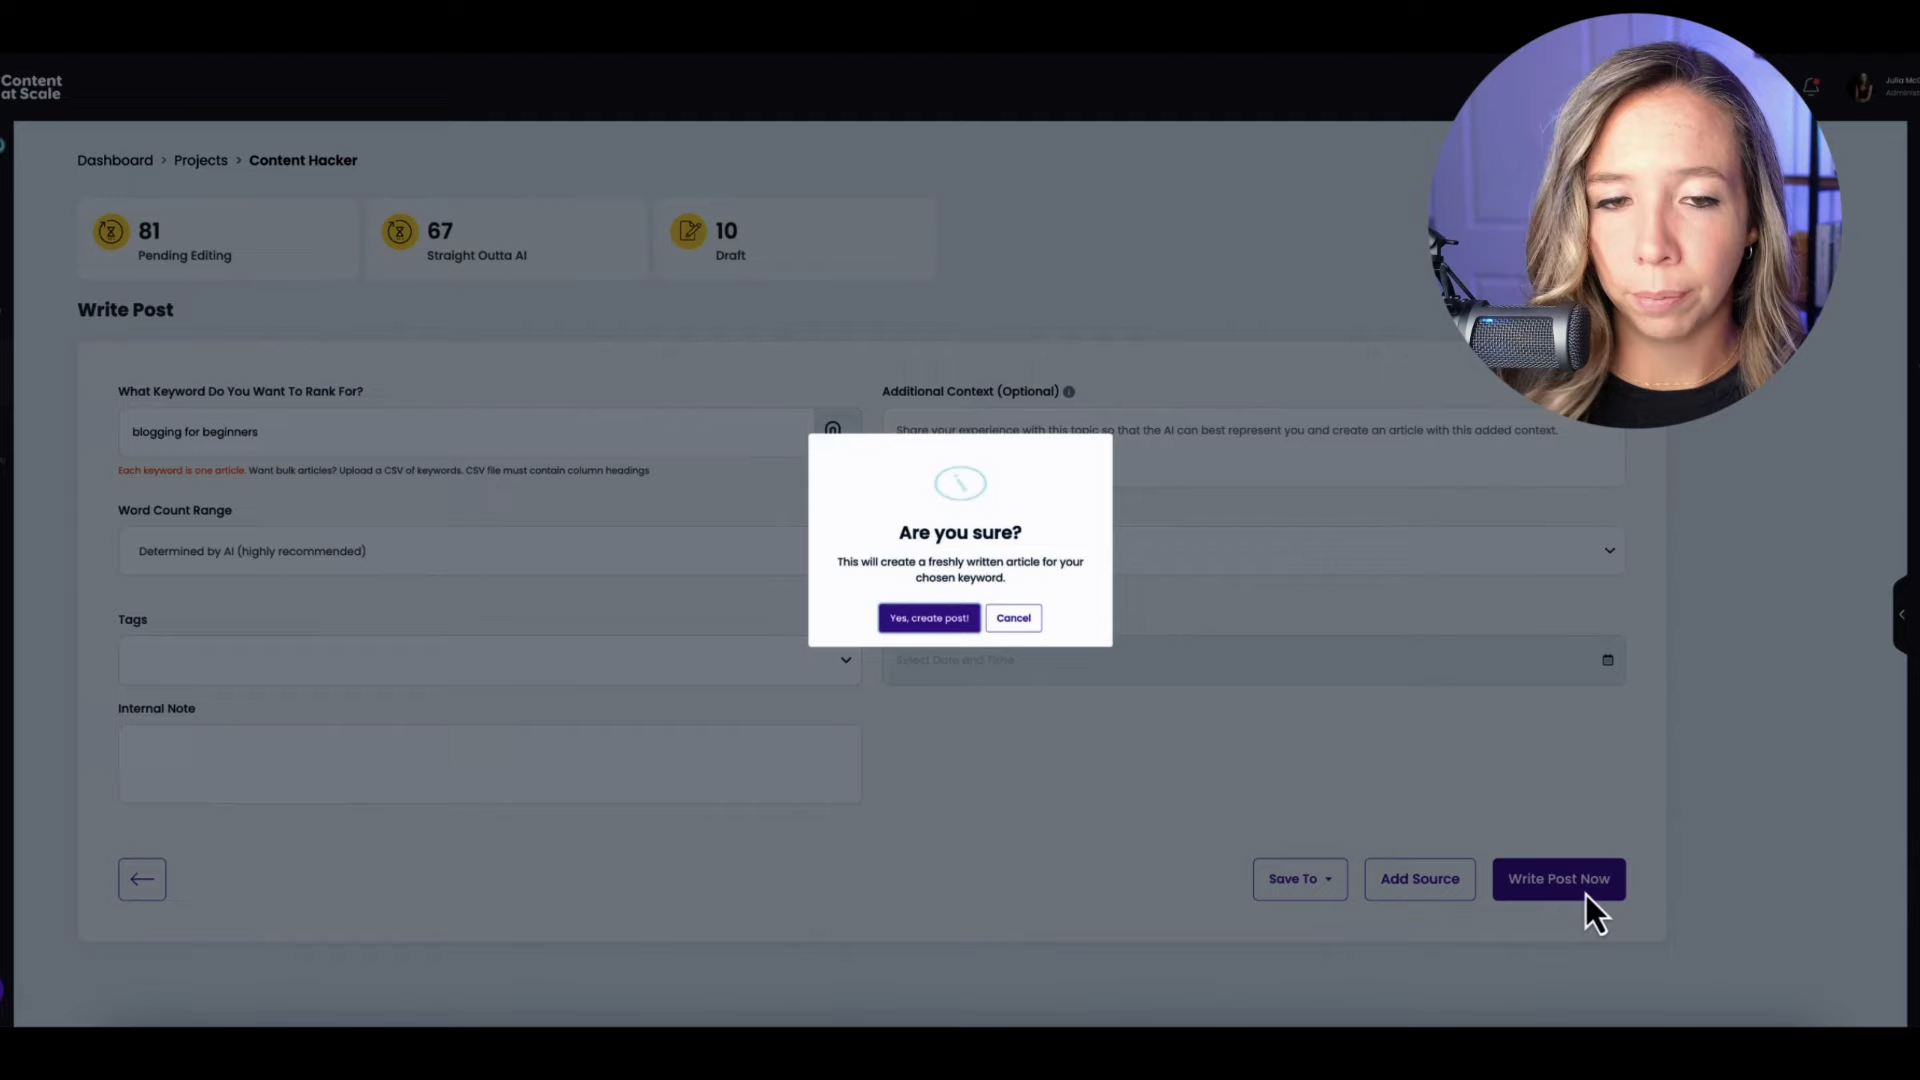 Content
at Scale
Julia McC
Administ
Dashboard > Projects > Content Hacker
81
Pending Editing
67
Straight Outta AI
10
Draft
Write Post
What Keyword Do You Want To Rank For?
blogging for beginners
Each keyword is one article. Want bulk articles? Upload a CSV of keywords. CSV file must contain column headings
Additional Context (Optional)
Share your experience with this topic so that the AI can best represent you and create an article with this added context.
Word Count Range
Determined by AI (highly recommended)
Are you sure?
This will create a freshly written article for your
chosen keyword.
Yes, create post!
Cancel
Tags
Select Date and Time
Internal Note
Save To
Add Source
Write Post Now